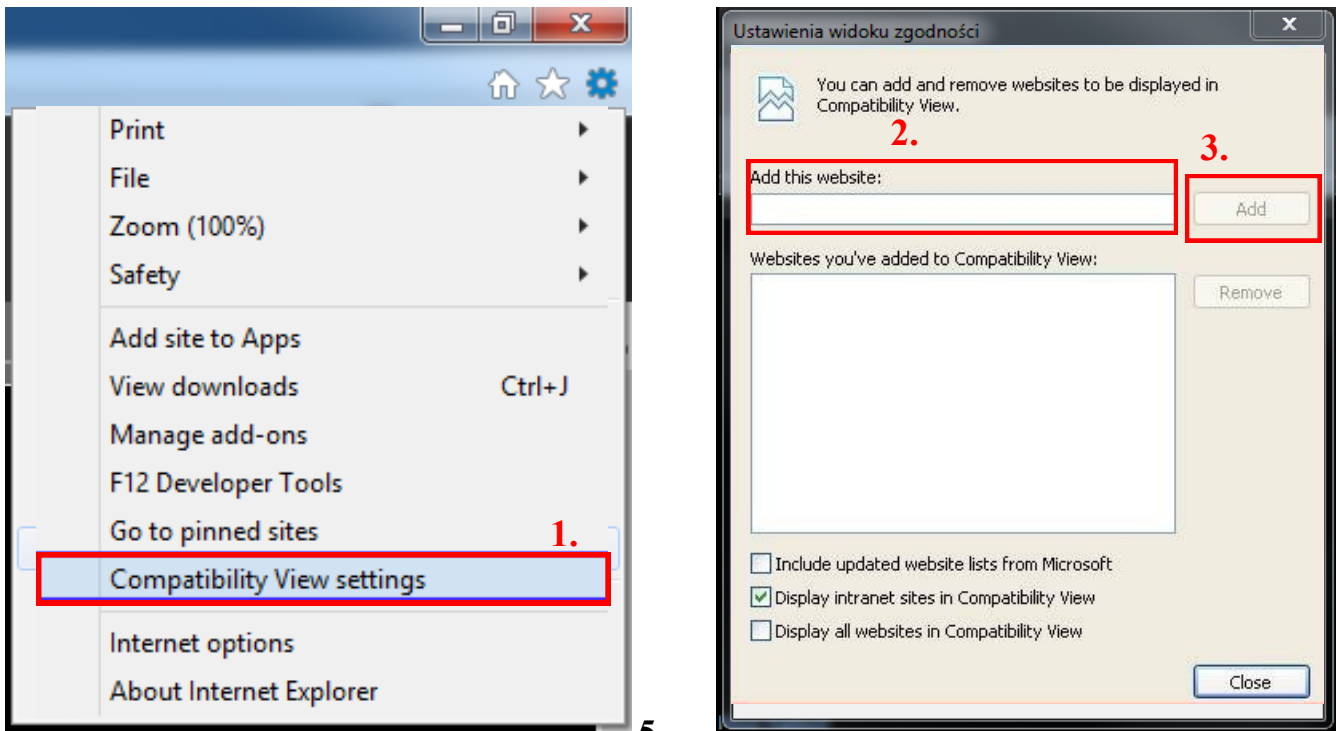 Print
File
Zoom (100%)
Safety
Add site to Apps
View downloads Ctrl+J
Manage add-ons
F12 Developer Tools
Go to pinned sites
1.
Compatibility View settings
Internet options
About Internet Explorer
Ustawienia widoku zgodności
You can add and remove websites to be displayed in
Compatibility View.
2.
3.
Add this website:
Add
Websites you've added to Compatibility View:
Remove
Include updated website lists from Microsoft
Display intranet sites in Compatibility View
Display all websites in Compatibility View
Close